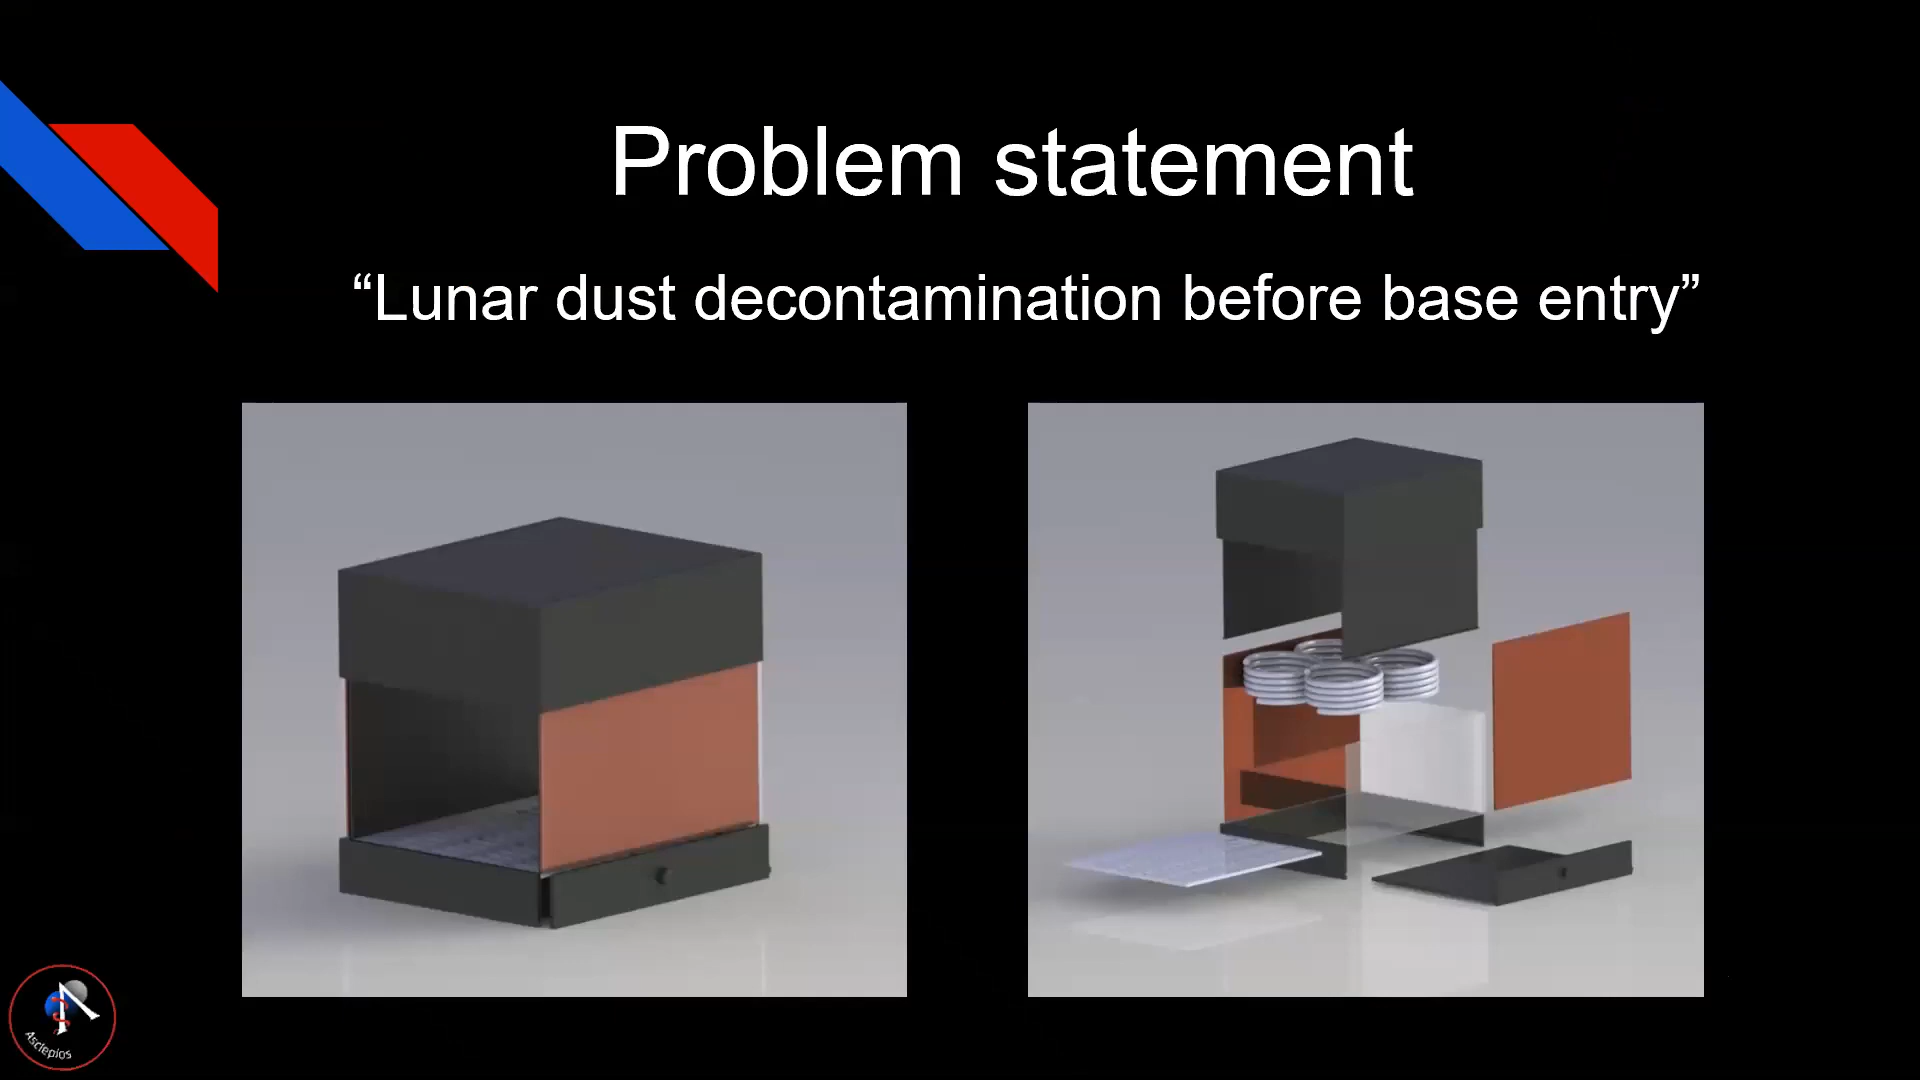 Problem statement
“Lunar dust decontamination before base entry”
Asclepios